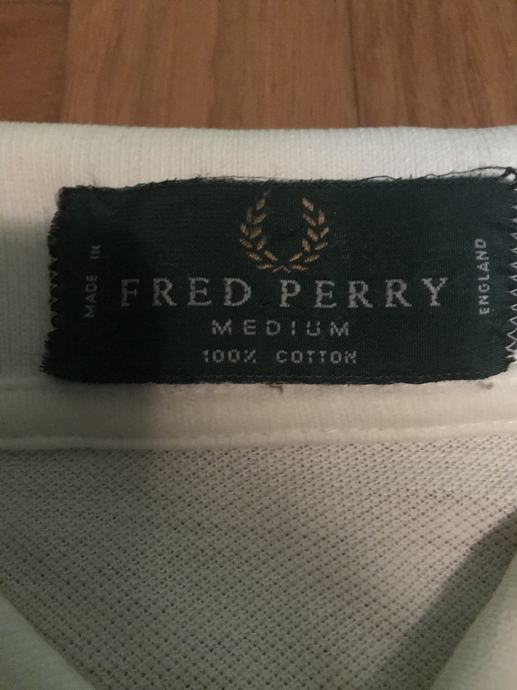 MADE IN
FRED PERRY
MEDIUM
100% COTTON
ENGLAND